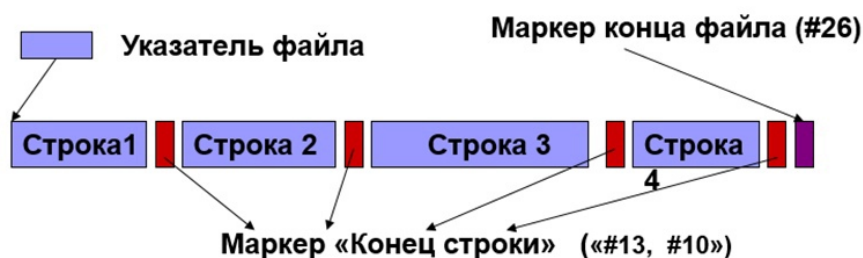 Маркер конца файла (#26)
Указатель файла
Строка1 Строка 2 Строка 3 Строка
4
Маркер «Конец строки» («#13, #10»)